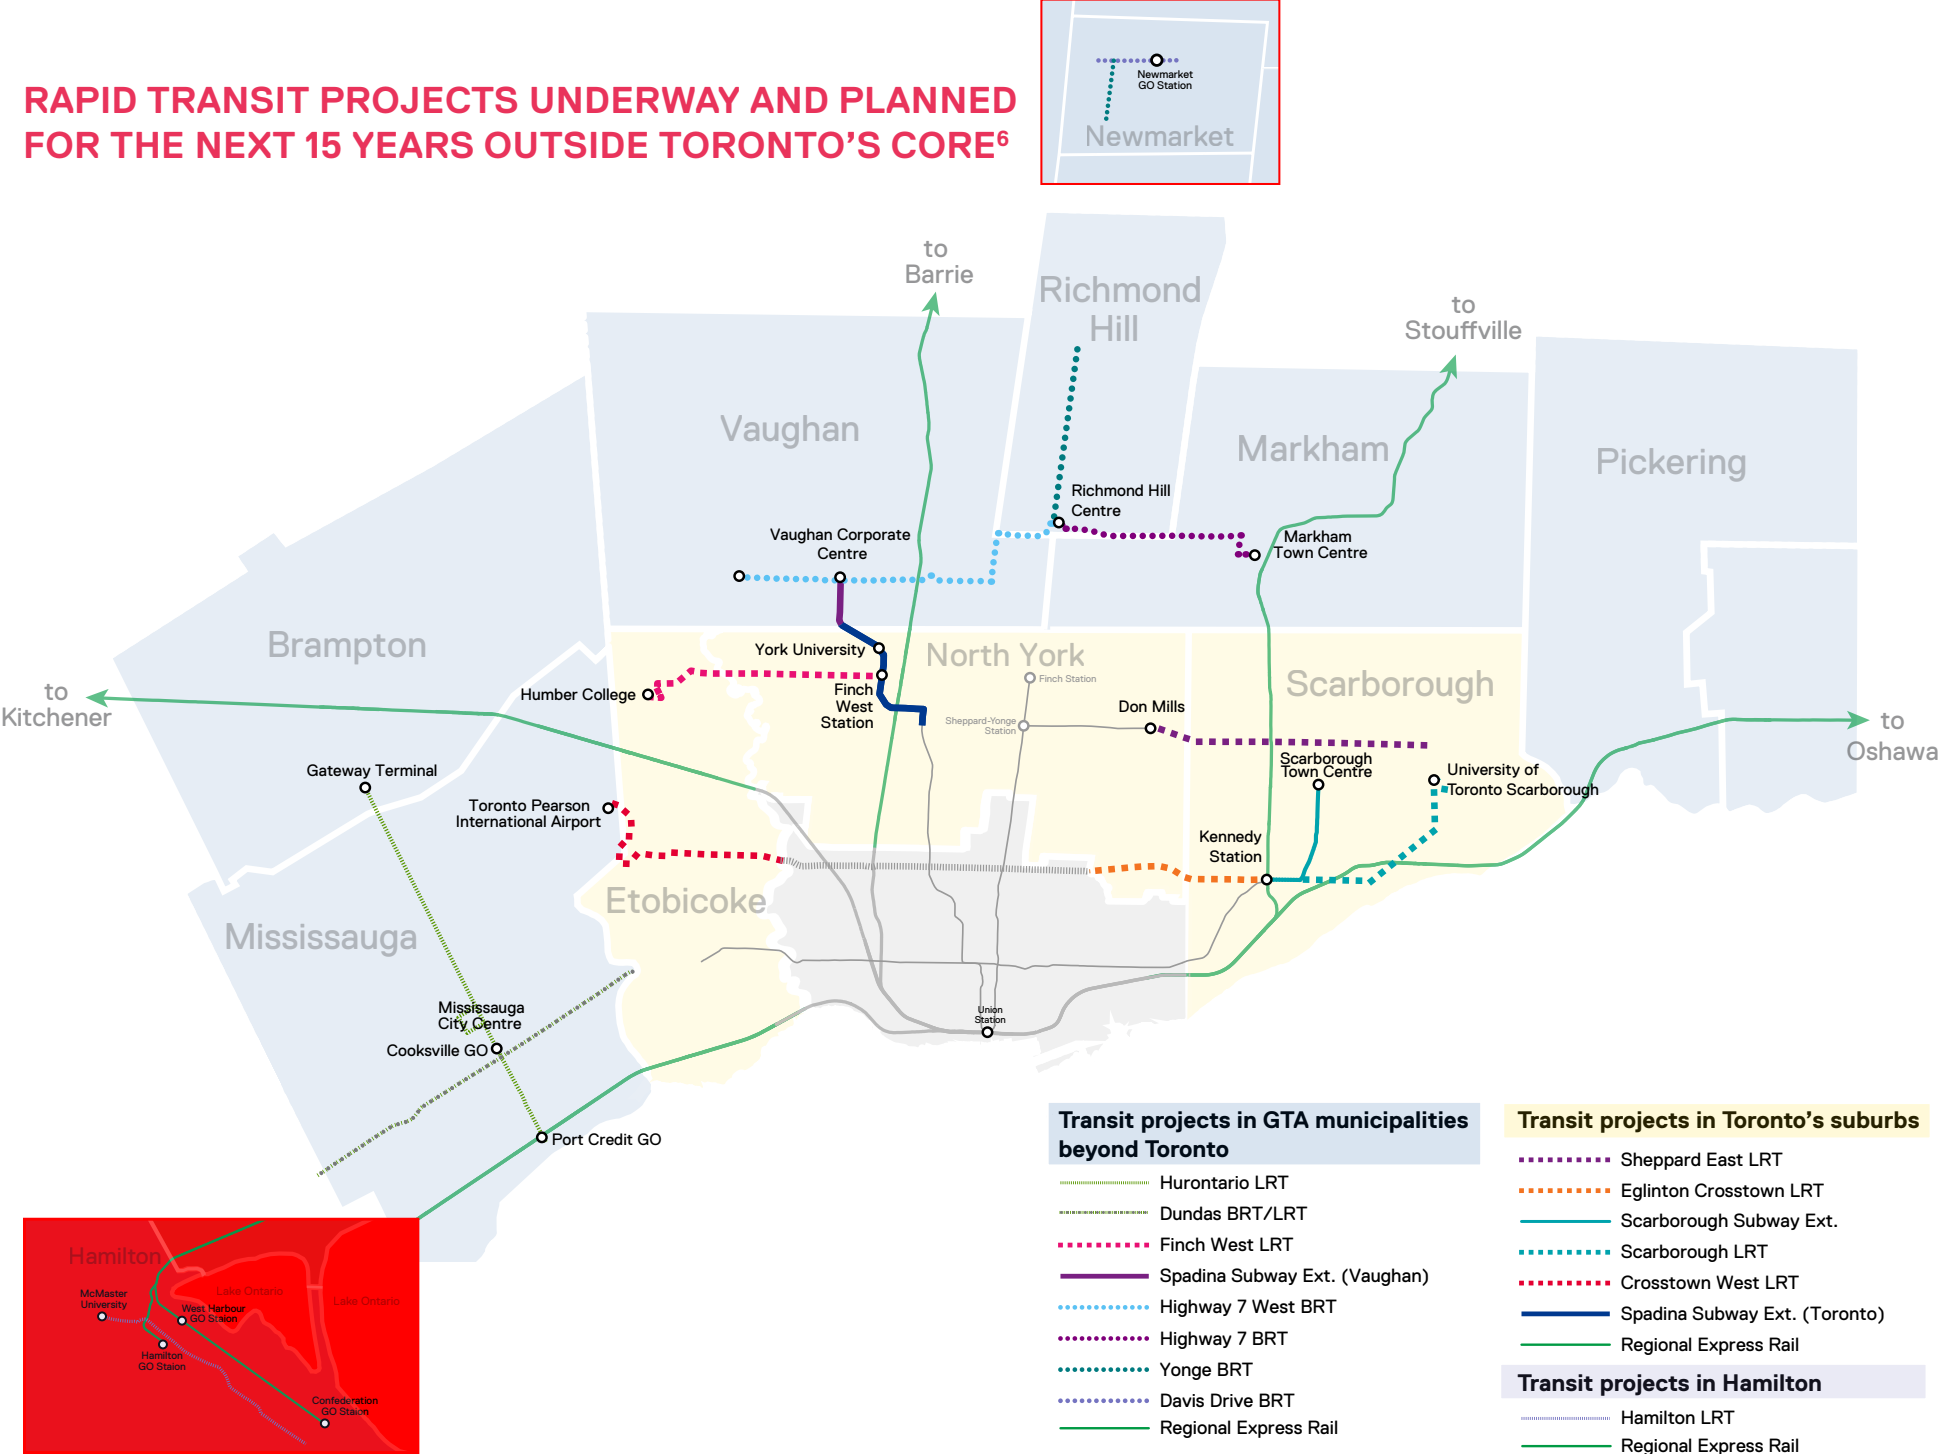 RAPID TRANSIT PROJECTS UNDERWAY AND PLANNED
FOR THE NEXT 15 YEARS OUTSIDE TORONTO’S CORE⁶
Newmarket
GO Station
Newmarket
to
Barrie
Richmond
Hill
to
Stouffville
Vaughan
Markham
Pickering
Richmond Hill
Centre
Vaughan Corporate
Centre
Markham
Town Centre
Brampton
York University
North York
Finch Station
Scarborough
to
Kitchener
Humber College
Finch
West
Station
Sheppard-Yonge
Station
Don Mills
to
Oshawa
Gateway Terminal
Scarborough
Town Centre
University of
Toronto Scarborough
Toronto Pearson
International Airport
Kennedy
Station
Etobicoke
Mississauga
Mississauga
City Centre
Cooksville GO
Union
Station
Port Credit GO
Hamilton
McMaster
University
Lake Ontario
Lake Ontario
West Harbour
GO Staion
Hamilton
GO Staion
Confederation
GO Staion
Transit projects in GTA municipalities
beyond Toronto
Hurontario LRT
Dundas BRT/LRT
Finch West LRT
Spadina Subway Ext. (Vaughan)
Highway 7 West BRT
Highway 7 BRT
Yonge BRT
Davis Drive BRT
Regional Express Rail
Transit projects in Toronto’s suburbs
Sheppard East LRT
Eglinton Crosstown LRT
Scarborough Subway Ext.
Scarborough LRT
Crosstown West LRT
Spadina Subway Ext. (Toronto)
Regional Express Rail
Transit projects in Hamilton
Hamilton LRT
Regional Express Rail